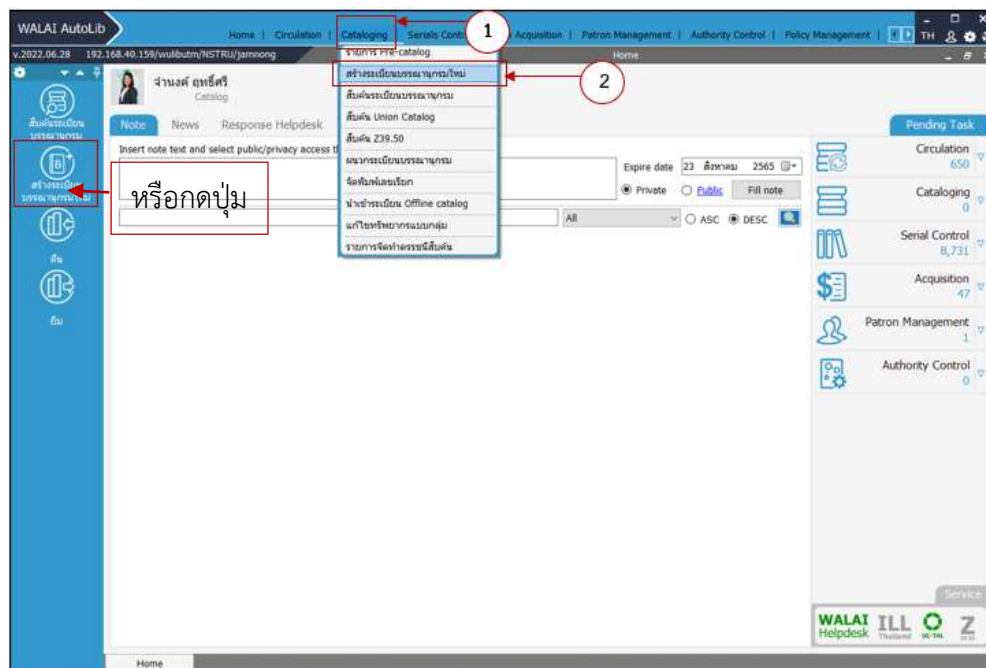 WALAI AutoLib
Home | Circulation | Cataloging Serials Cont 1 Acquisition | Patron Management | Authority Control | Policy Management | TH
v.2022.06.28 192.168.40.159/wulibutm/NSTRU/jamnong Home
รายการ Pre-catalog
สร้างระเบียนบรรณานุกรมใหม่
2
สืบค้นระเบียนบรรณานุกรม
สืบค้น Union Catalog
สืบค้น Z39.50
ผนวกระเบียนบรรณานุกรม
จัดพิมพ์เลขเรียก
นำเข้าระเบียน Offline catalog
แก้ไขทรัพยากรแบบกลุ่ม
รายการจัดทำดรรชนีสืบค้น
สืบค้นระเบียน
บรรณานุกรม
สร้างระเบียน
บรรณานุกรมใหม่
คืน
ยืม
หรือกดปุ่ม
จำนงค์ ฤทธิ์ศรี
Catalog
Note News Response Helpdesk
Insert note text and select public/privacy access t
Expire date 23 สิงหาคม 2565
Private Public Fill note
All ASC DESC
Pending Task
Circulation
650
Cataloging
0
Serial Control
8,731
Acquisition
47
Patron Management
1
Authority Control
0
Service
WALAI
Helpdesk
ILL
Thailand
UC-TAL
Z
Home